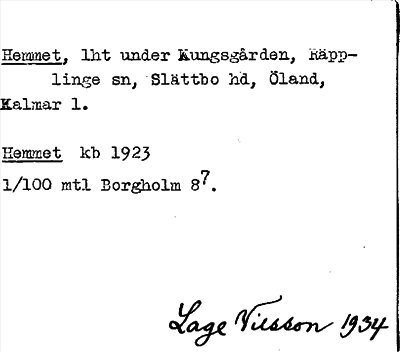 Hemmet, lht under Kungsgården, Räpp-
linge sn, Slättbo hd, Öland,
Kalmar l.
Hemmet kb 1923
1/100 mtl Borgholm 8⁷.
Lage Nilsson 1934